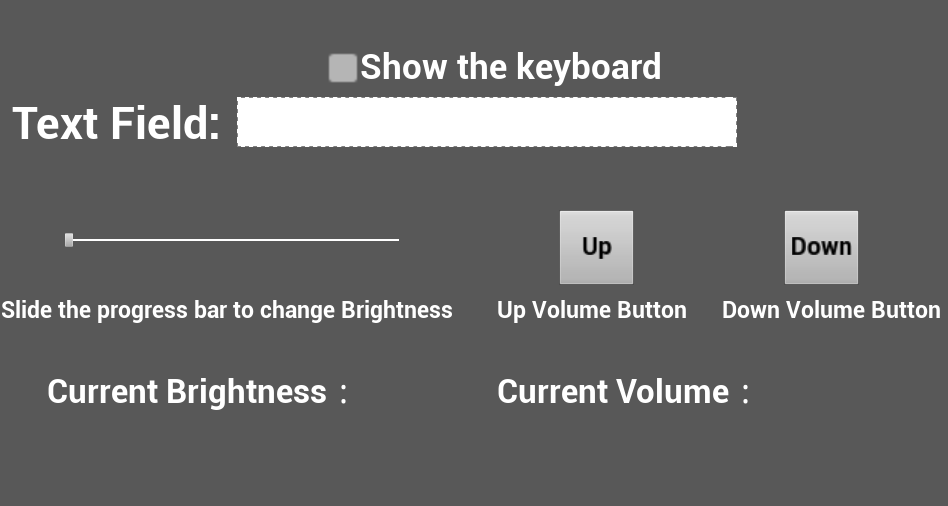 Show the keyboard
Text Field:
Up
Down
Slide the progress bar to change Brightness
Up Volume Button
Down Volume Button
Current Brightness :
Current Volume :